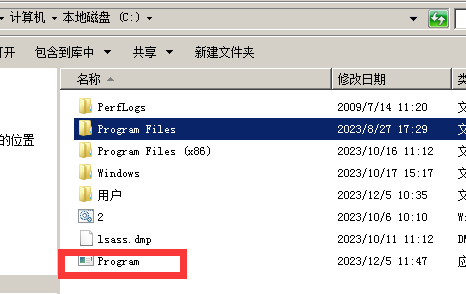 计算机 ▸ 本地磁盘 (C:) ▸
打开 包含到库中 共享 新建文件夹
名称 修改日期 类
PerfLogs 2009/7/14 11:20 文
Program Files 2023/8/27 17:29 文
的位置
Program Files (x86) 2023/10/16 11:12 文
Windows 2023/10/17 15:17 文
用户 2023/12/5 10:35 文
2 2023/10/6 10:10 W
lsass.dmp 2023/10/11 11:12 DM
Program 2023/12/5 11:47 应